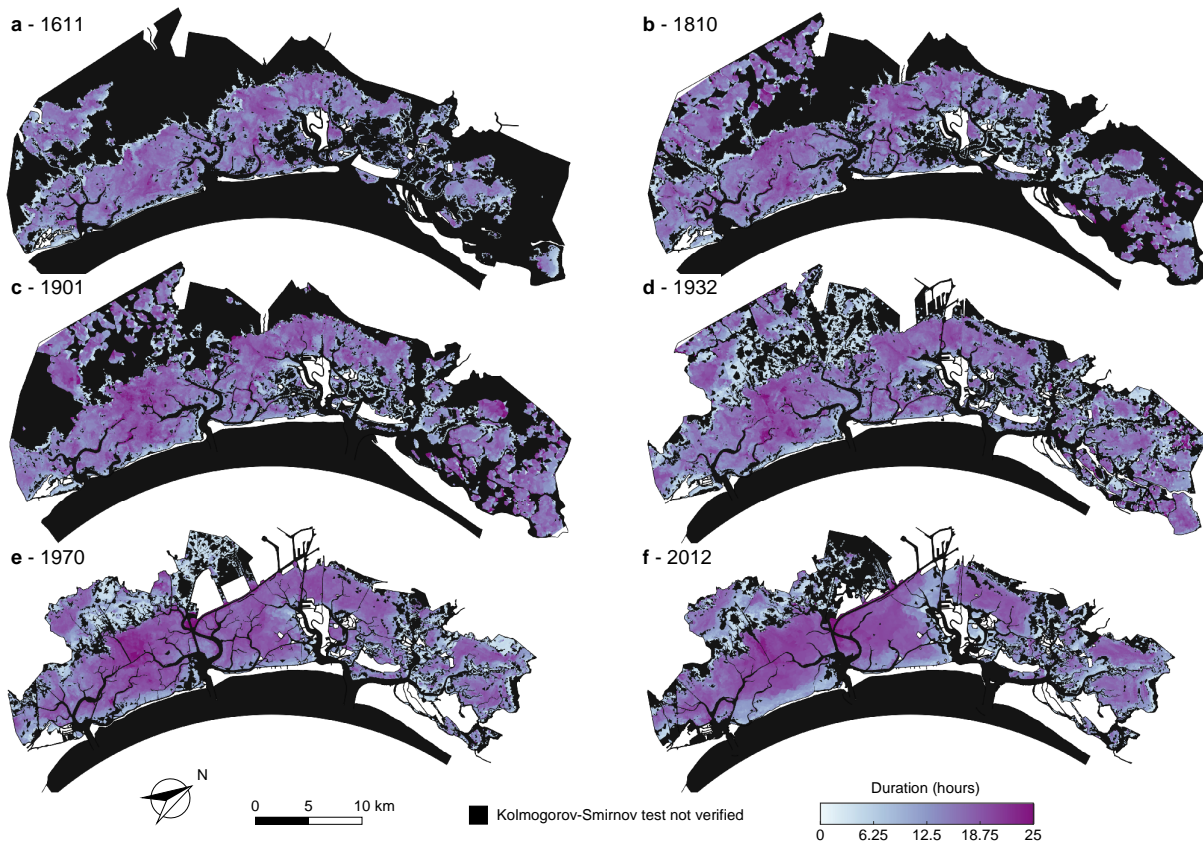 a - 1611
b - 1810
c - 1901
d - 1932
e - 1970
f - 2012
N
0 5 10 km
Kolmogorov-Smirnov test not verified
Duration (hours)
0 6.25 12.5 18.75 25